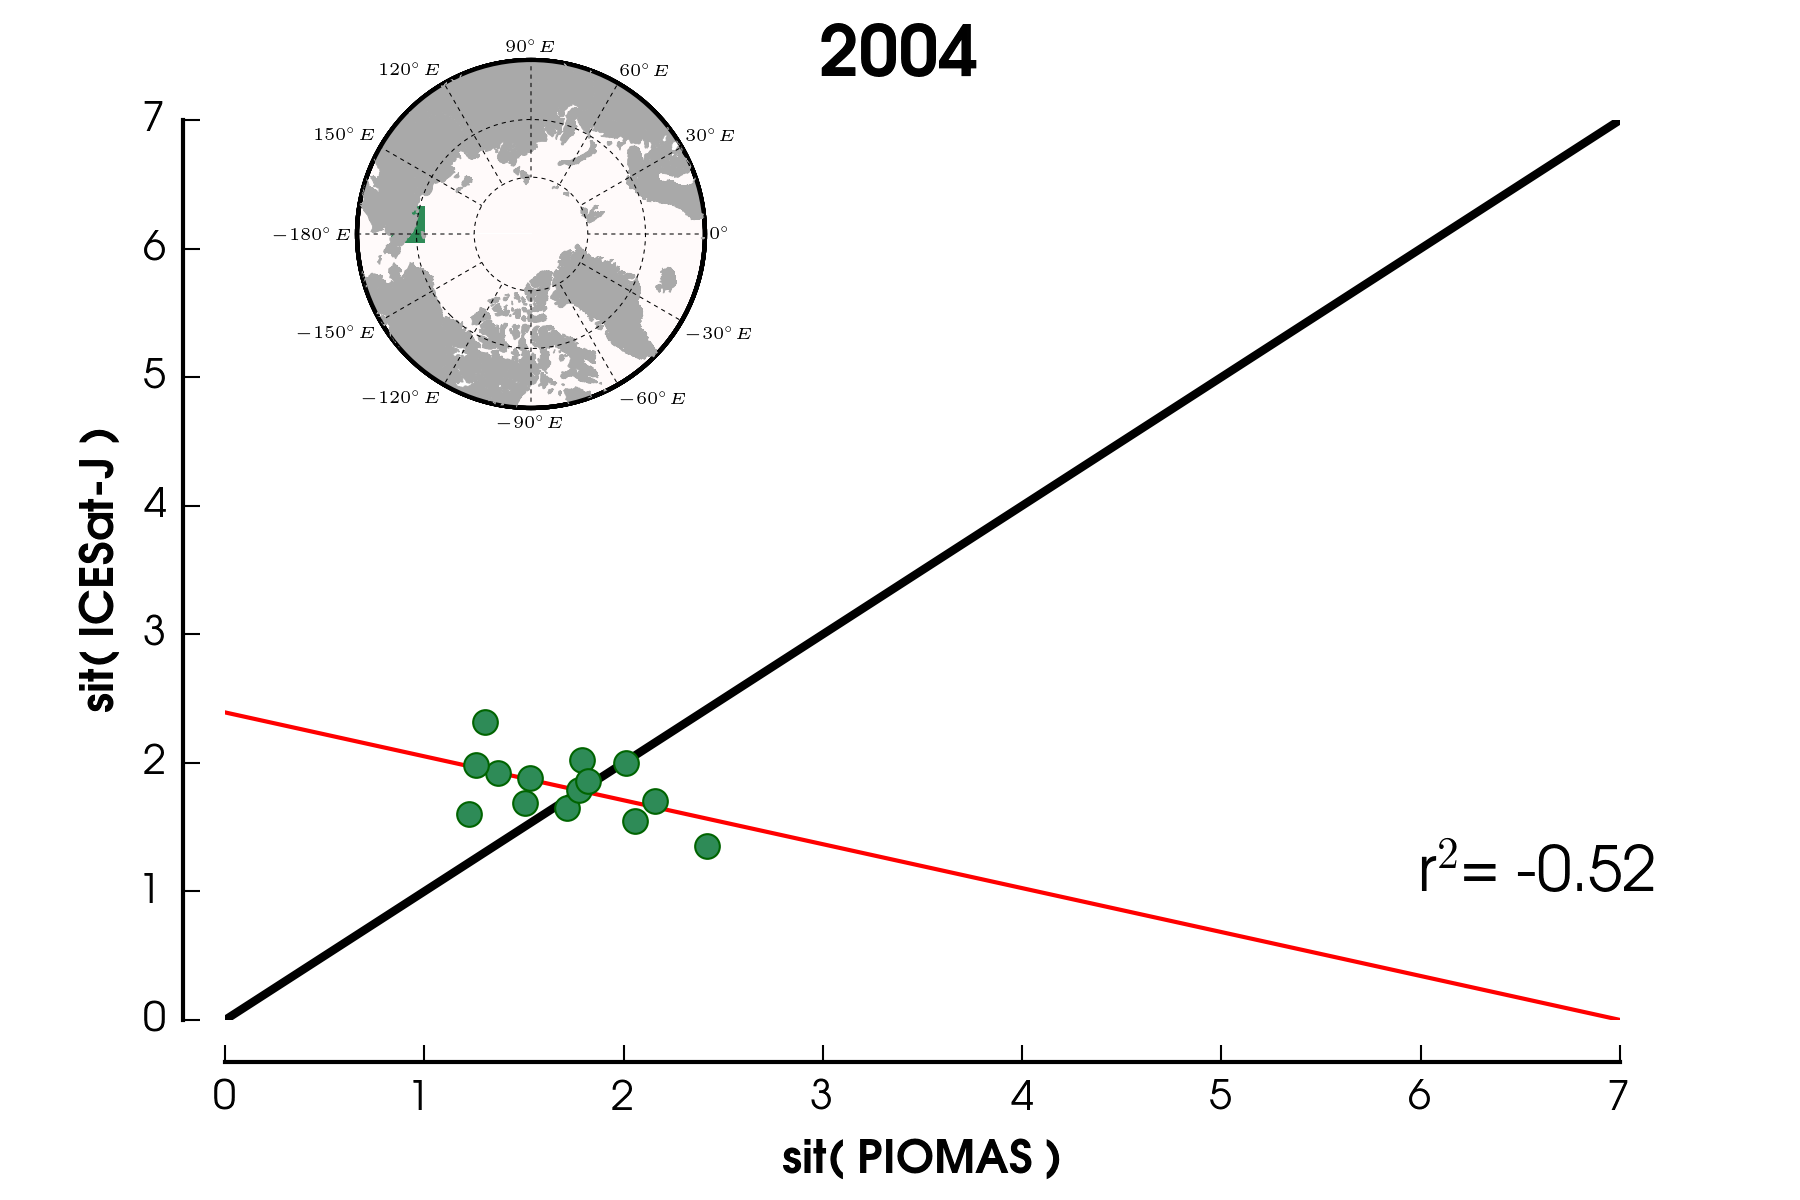 2004
90° E
120° E
60° E
150° E
30° E
−180° E
0°
−150° E
−30° E
−120° E
−60° E
−90° E
7
6
5
4
3
2
1
0
sit( ICESat-J )
r²= -0.52
0 1 2 3 4 5 6 7
sit( PIOMAS )